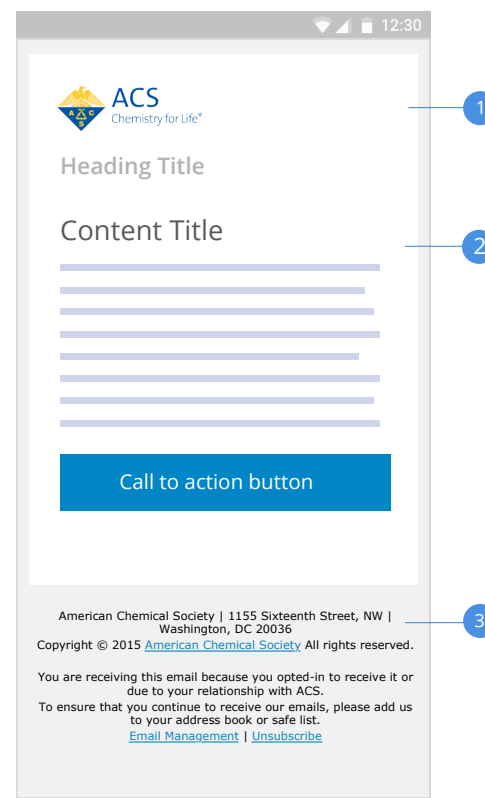 12:30
ACS
Chemistry for Life®
A C S
S
1
Heading Title
Content Title
2
Call to action button
American Chemical Society | 1155 Sixteenth Street, NW |
Washington, DC 20036
3
Copyright © 2015 American Chemical Society All rights reserved.
You are receiving this email because you opted-in to receive it or
due to your relationship with ACS.
To ensure that you continue to receive our emails, please add us
to your address book or safe list.
Email Management | Unsubscribe